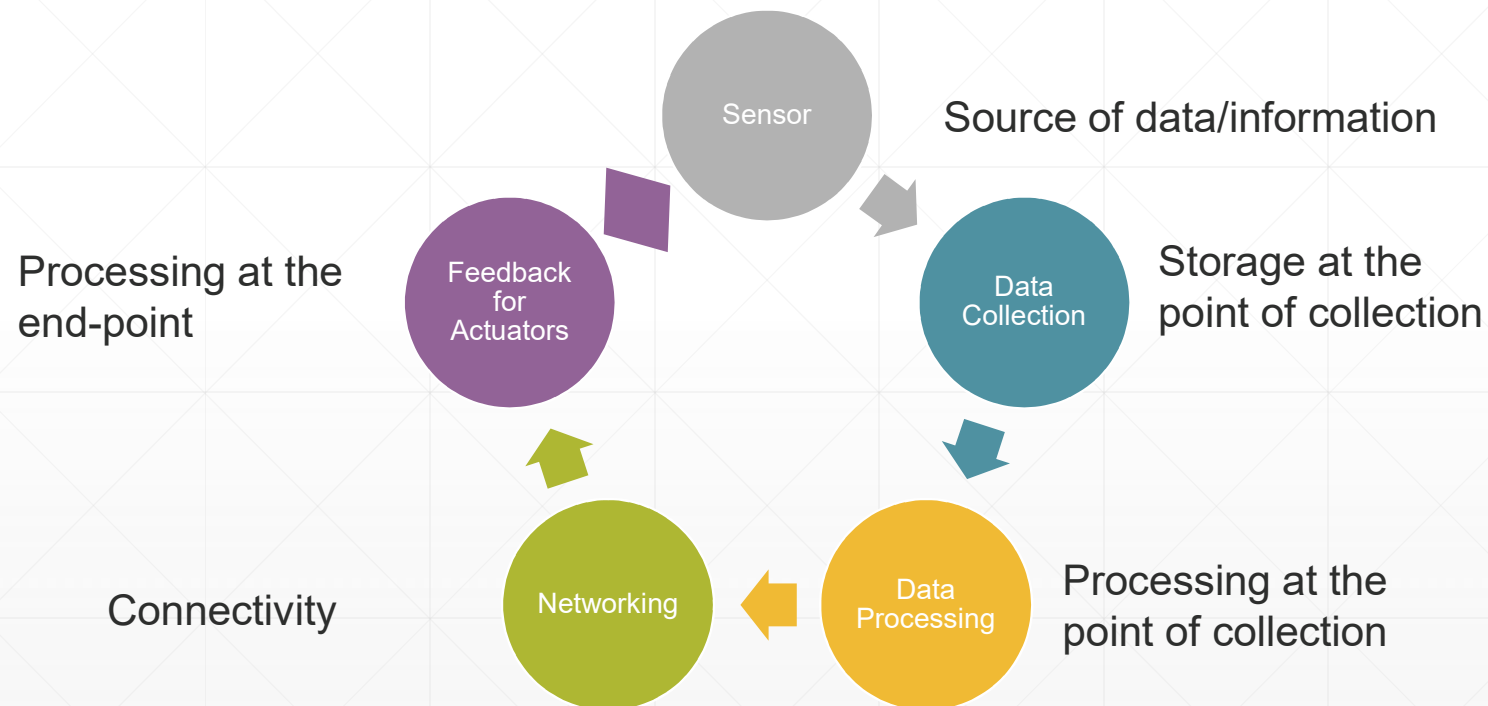 Sensor
Source of data/information
Data
Collection
Storage at the
point of collection
Data
Processing
Processing at the
point of collection
Networking
Connectivity
Feedback
for
Actuators
Processing at the
end-point